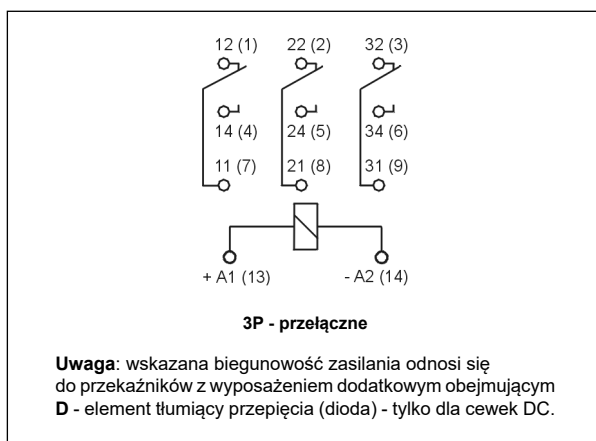 12 (1) 22 (2) 32 (3)
14 (4) 24 (5) 34 (6)
11 (7) 21 (8) 31 (9)
+ A1 (13) - A2 (14)
3P - przełączne
Uwaga: wskazana biegunowość zasilania odnosi się
do przekaźników z wyposażeniem dodatkowym obejmującym
D - element tłumiący przepięcia (dioda) - tylko dla cewek DC.